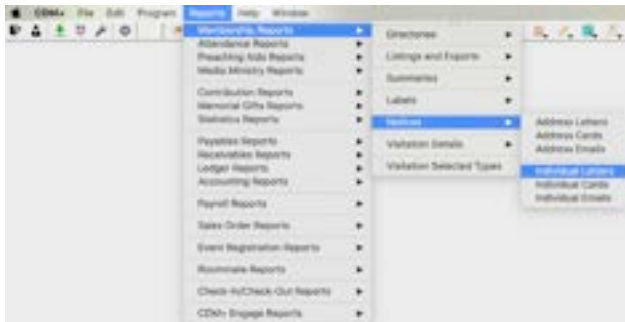 CDM+ File Edit Program Reports Help Window
Membership Reports
Attendance Reports
Preaching Aids Reports
Media Ministry Reports
Contribution Reports
Memorial Gifts Reports
Statistics Reports
Payables Reports
Receivables Reports
Ledger Reports
Accounting Reports
Payroll Reports
Sales Order Reports
Event Registration Reports
Roommate Reports
Check-In/Check-Out Reports
CDM+ Engage Reports
Directories
Listings and Exports
Summaries
Labels
Notices
Visitation Details
Visitation Selected Types
Address Letters
Address Cards
Address Emails
Individual Letters
Individual Cards
Individual Emails